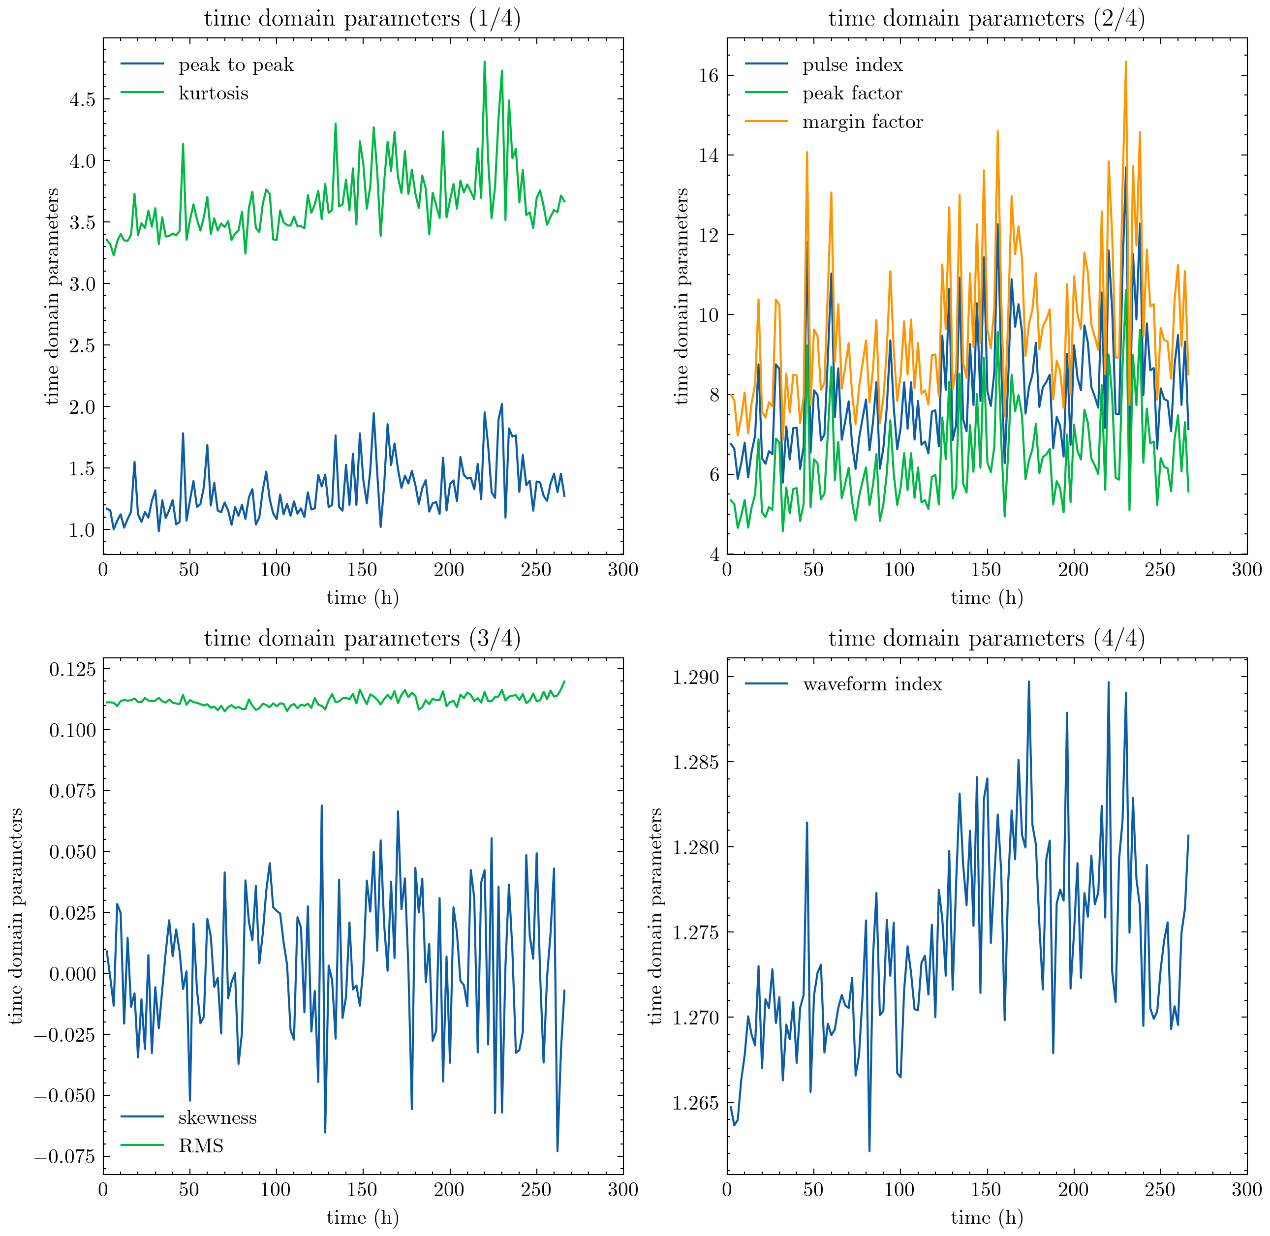 time domain parameters (1/4)
peak to peak
kurtosis
time domain parameters
4.5
4.0
3.5
3.0
2.5
2.0
1.5
1.0
0 50 100 150 200 250 300
time (h)
time domain parameters (2/4)
pulse index
peak factor
margin factor
time domain parameters
16
14
12
10
8
6
4
0 50 100 150 200 250 300
time (h)
time domain parameters (3/4)
skewness
RMS
time domain parameters
0.125
0.100
0.075
0.050
0.025
0.000
−0.025
−0.050
−0.075
0 50 100 150 200 250 300
time (h)
time domain parameters (4/4)
waveform index
time domain parameters
1.290
1.285
1.280
1.275
1.270
1.265
0 50 100 150 200 250 300
time (h)